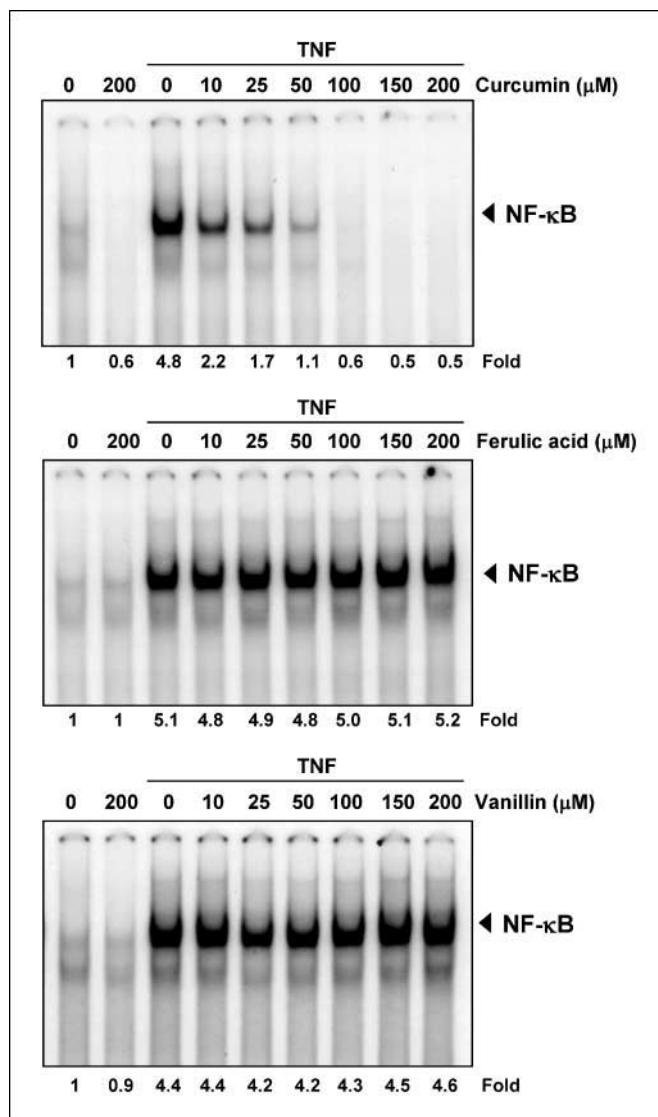 TNF
0 200 0 10 25 50 100 150 200 Curcumin (μM)
NF-κB
1 0.6 4.8 2.2 1.7 1.1 0.6 0.5 0.5 Fold
TNF
0 200 0 10 25 50 100 150 200 Ferulic acid (μM)
NF-κB
1 1 5.1 4.8 4.9 4.8 5.0 5.1 5.2 Fold
TNF
0 200 0 10 25 50 100 150 200 Vanillin (μM)
NF-κB
1 0.9 4.4 4.4 4.2 4.2 4.3 4.5 4.6 Fold